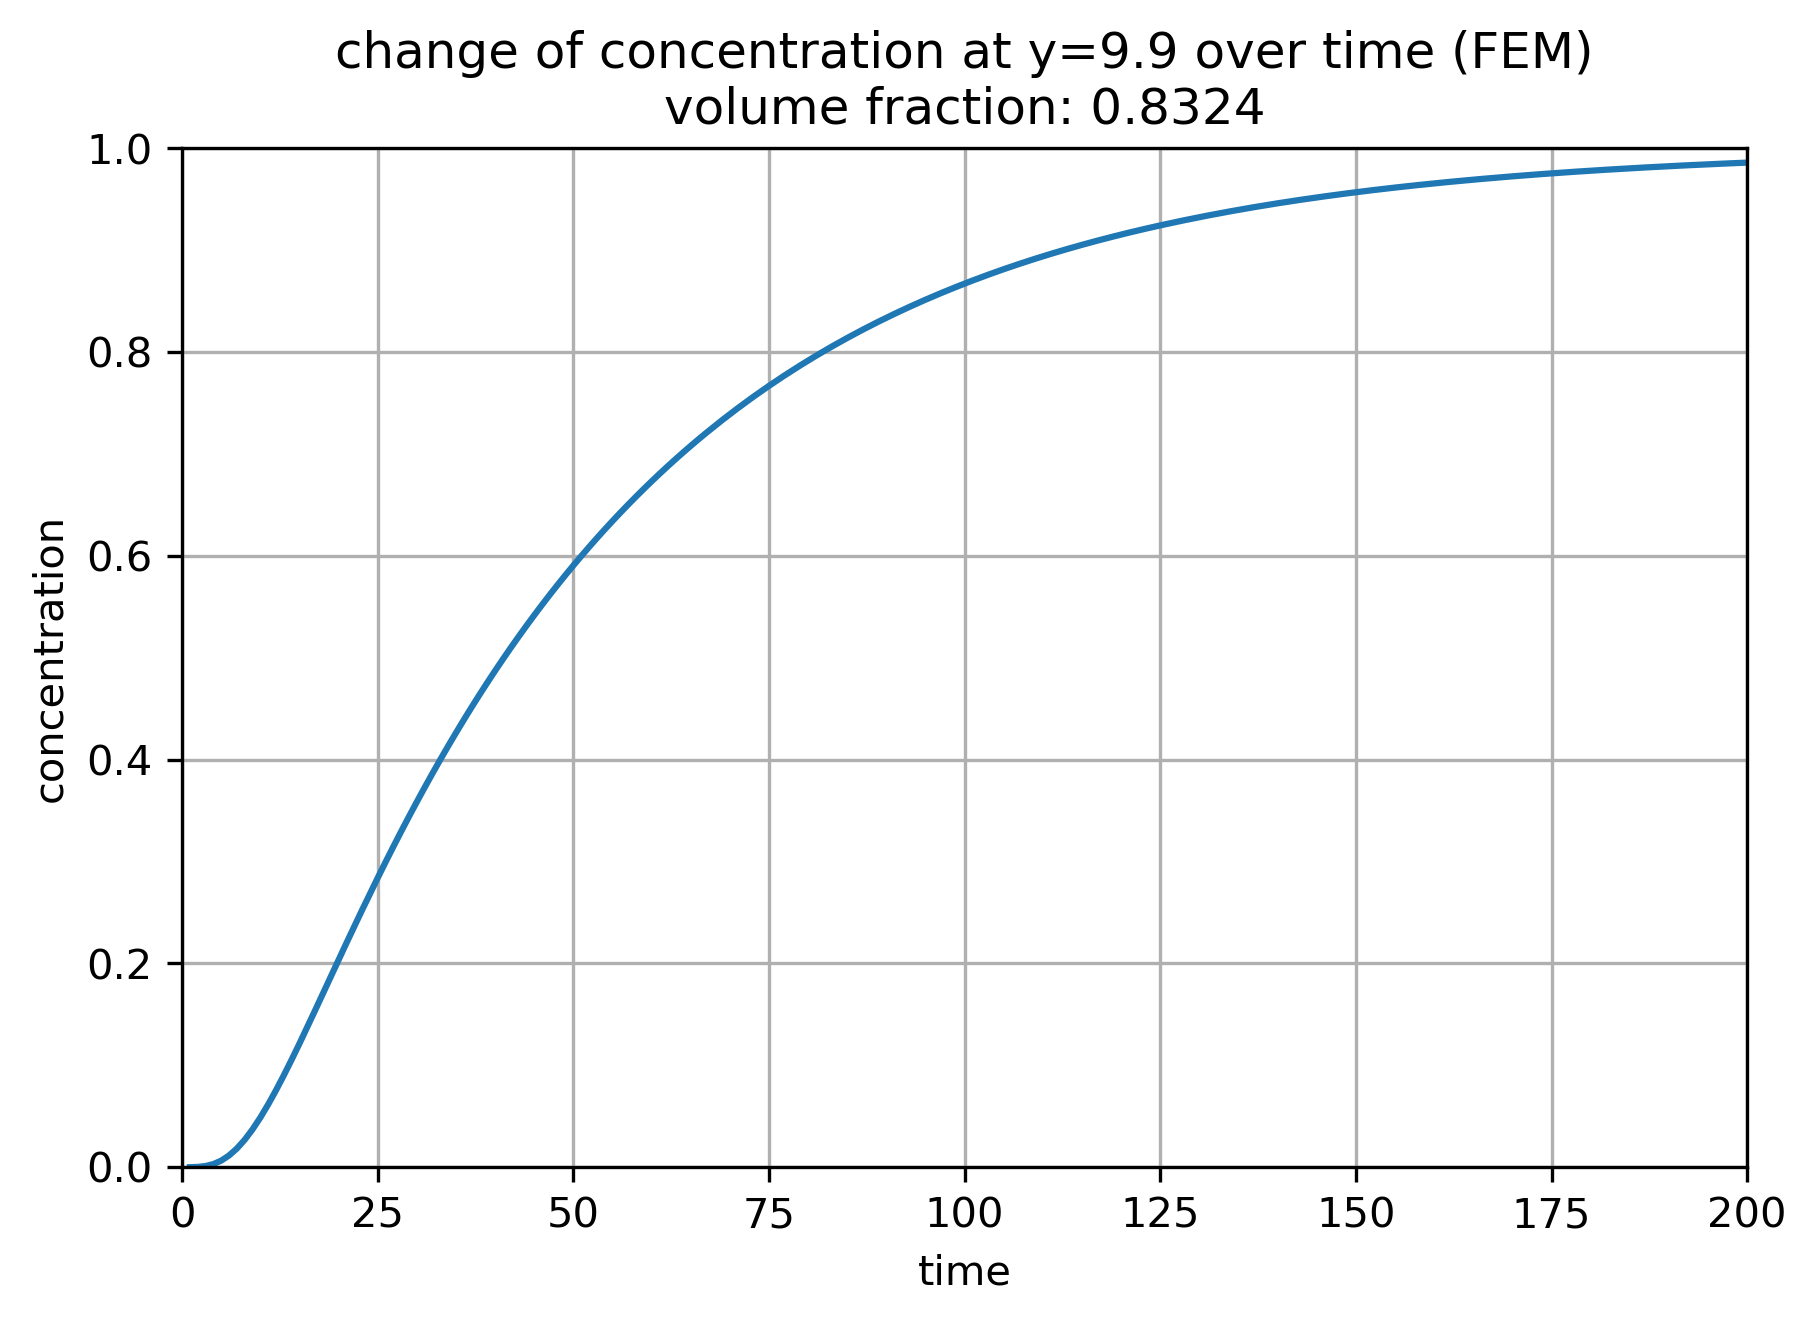 change of concentration at y=9.9 over time (FEM)
volume fraction: 0.8324
1.0
0.8
0.6
0.4
0.2
0.0
concentration
0 25 50 75 100 125 150 175 200
time